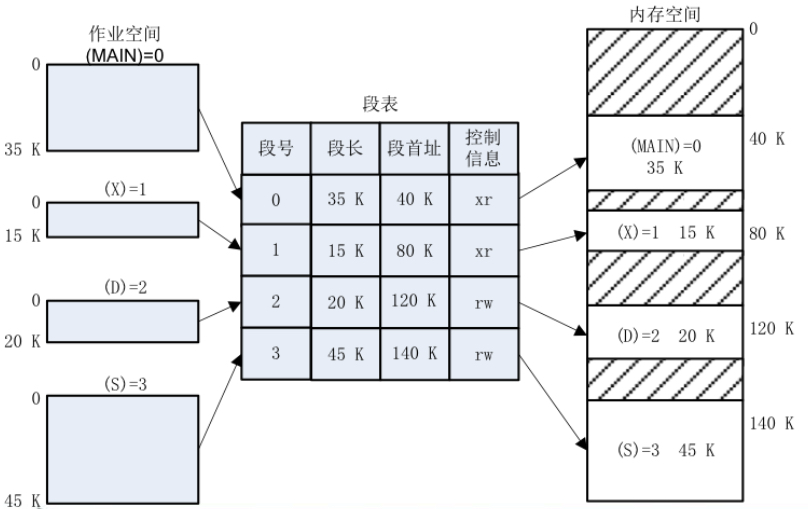 作业空间
(MAIN)=0
0
35 K
(X)=1
0
15 K
(D)=2
0
20 K
(S)=3
0
45 K
段表
段号 段长 段首址 控制信息
0 35 K 40 K xr
1 15 K 80 K xr
2 20 K 120 K rw
3 45 K 140 K rw
内存空间
0
(MAIN)=0
35 K
40 K
(X)=1 15 K
80 K
(D)=2 20 K
120 K
140 K
(S)=3 45 K